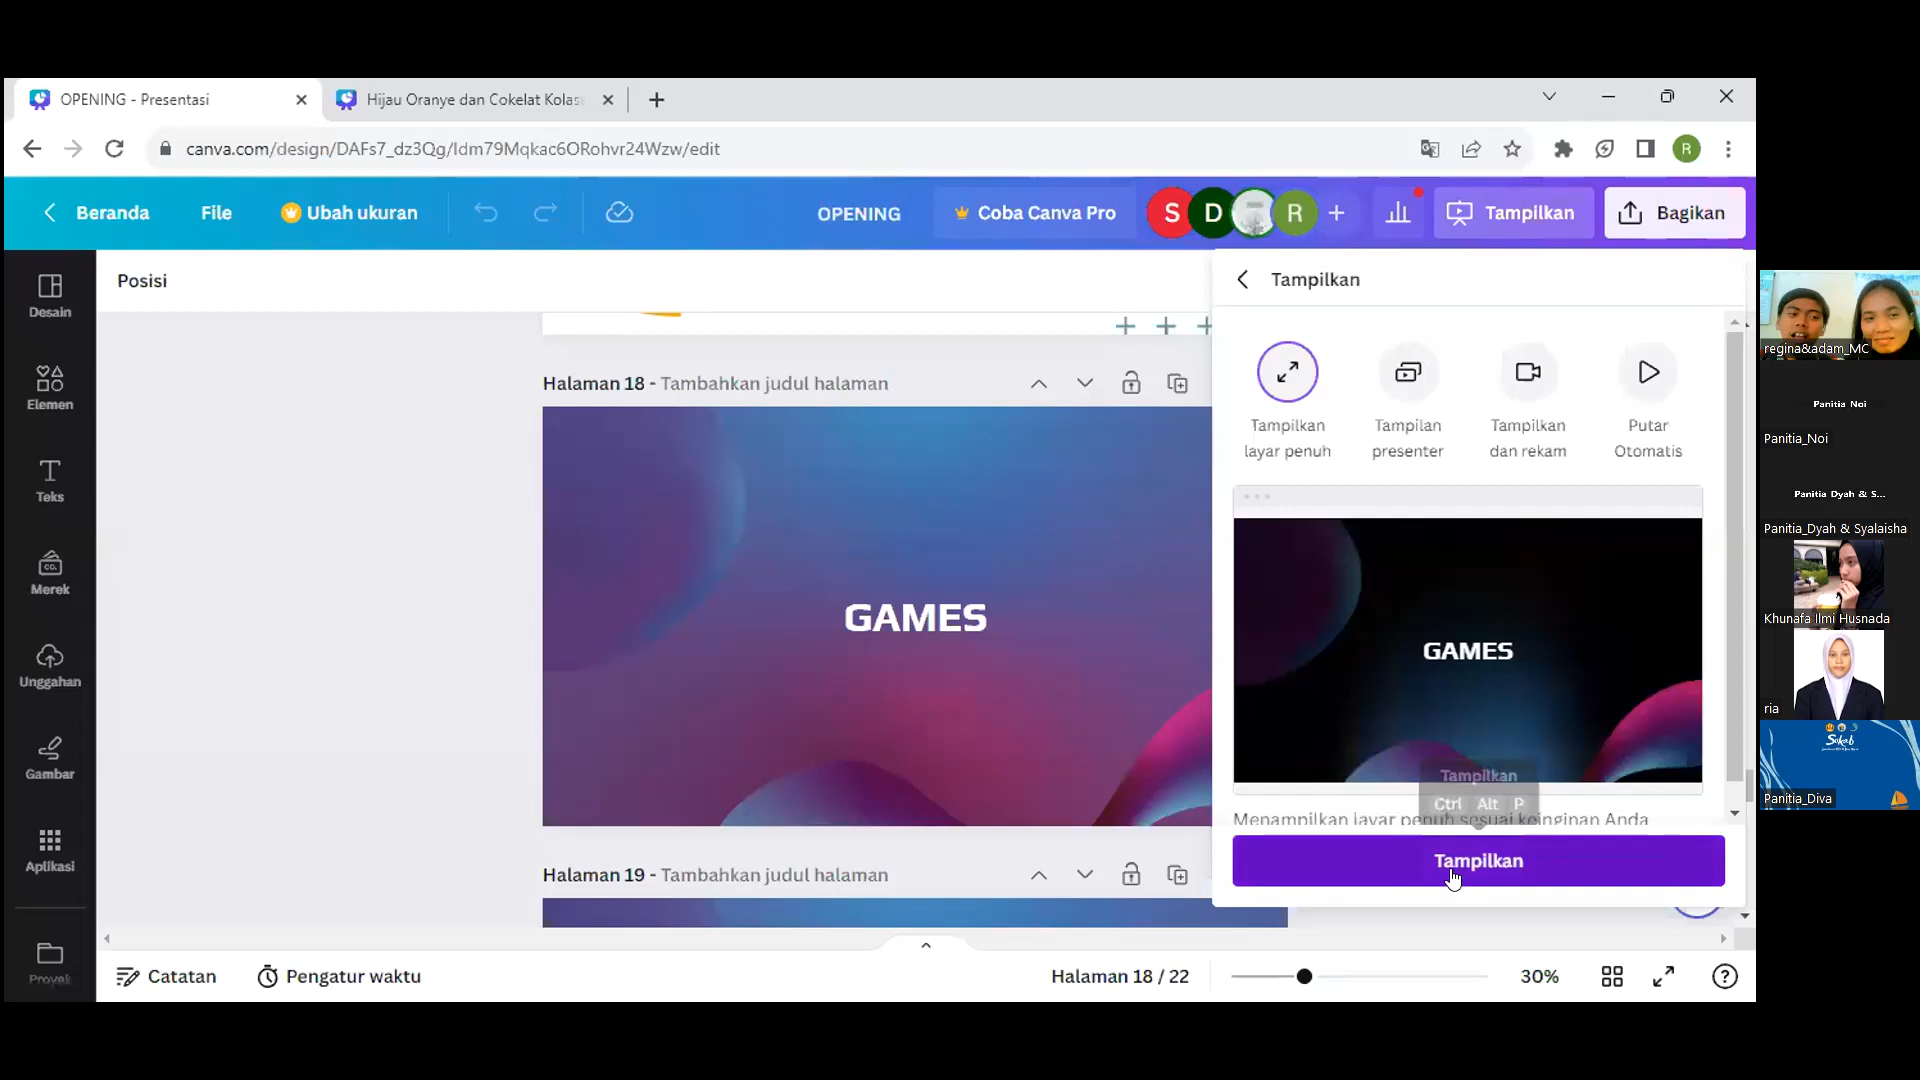 OPENING - Presentasi
Hijau Oranye dan Cokelat Kolas
canva.com/design/DAFs7_dz3Qg/Idm79Mqkac6ORohvr24Wzw/edit
R
Beranda
File
Ubah ukuran
OPENING
Coba Canva Pro
S
D
R
Tampilkan
Bagikan
Desain
Elemen
Teks
Merek
Unggahan
Gambar
Aplikasi
Proyek
Posisi
Halaman 18 - Tambahkan judul halaman
GAMES
Halaman 19 - Tambahkan judul halaman
Tampilkan
Tampilkan layar penuh
Tampilan presenter
Tampilkan dan rekam
Putar Otomatis
GAMES
Tampilkan
Ctrl Alt P
Menampilkan layar penuh sesuai keinginan Anda
Tampilkan
Catatan
Pengatur waktu
Halaman 18 / 22
30%
regina&adam_MC
Panitia Noi
Panitia_Noi
Panitia Dyah & S...
Panitia_Dyah & Syalaisha
Khunafa Ilmi Husnada
ria
Panitia_Diva